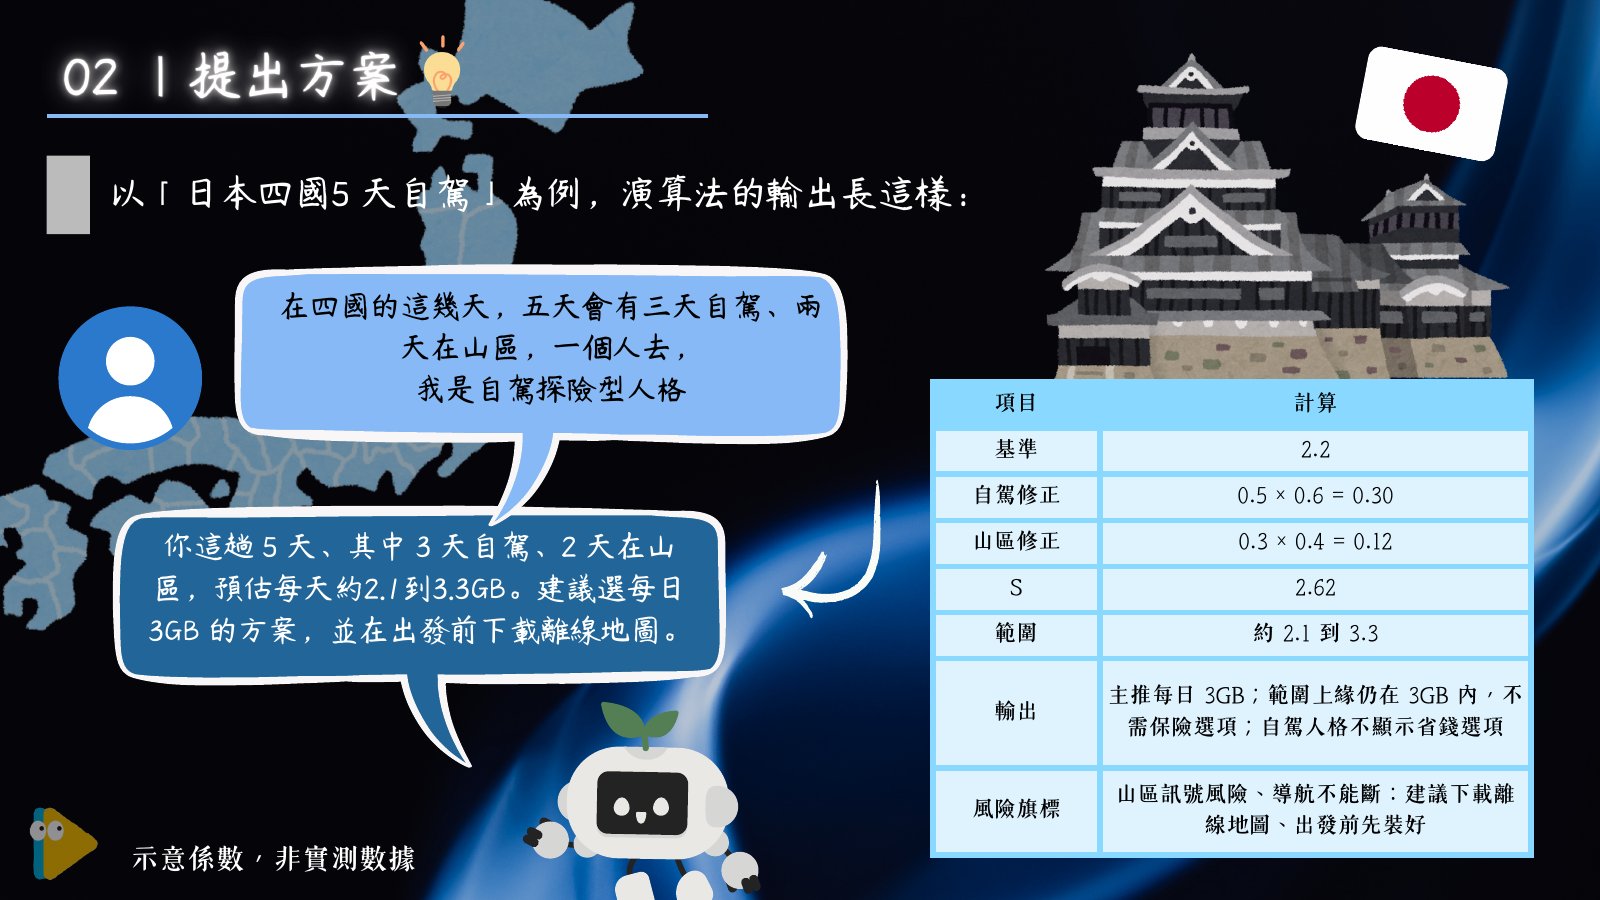 02 | 提出方案
以「日本四國5 天自駕」為例，演算法的輸出長這樣：
在四國的這幾天，五天會有三天自駕、兩
天在山區，一個人去，
我是自駕探險型人格
你這趟 5 天、其中 3 天自駕、2 天在山
區，預估每天約2.1到3.3GB。建議選每日
3GB 的方案，並在出發前下載離線地圖。
項目 計算
基準 2.2
自駕修正 0.5 × 0.6 = 0.30
山區修正 0.3 × 0.4 = 0.12
S 2.62
範圍 約 2.1 到 3.3
輸出 主推每日 3GB；範圍上緣仍在 3GB 內，不
需保險選項；自駕人格不顯示省錢選項
風險旗標 山區訊號風險、導航不能斷：建議下載離
線地圖、出發前先裝好
示意係數，非實測數據